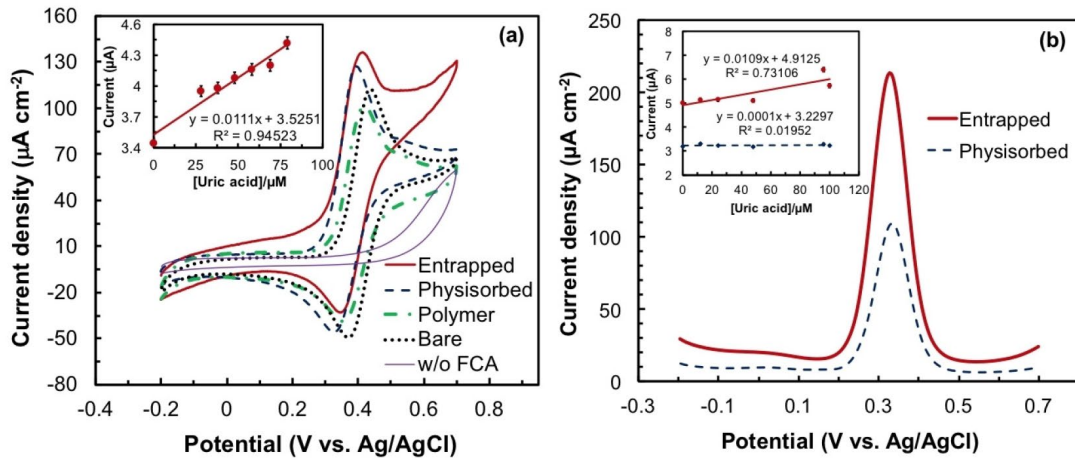 (a)
Current density (µA cm⁻²)
160
130
100
70
40
10
-20
-50
-80
-0.4
-0.2
0
0.2
0.4
0.6
0.8
Potential (V vs. Ag/AgCl)
Current (µA)
4.6
4.2
3.8
3.4
0
20
40
60
80
100
[Uric acid]/µM
y = 0.0111x + 3.5251
R² = 0.94523
Entrapped
Physisorbed
Polymer
Bare
w/o FCA
(b)
Current density (µA cm⁻²)
250
200
150
100
50
0
-0.3
-0.1
0.1
0.3
0.5
0.7
Potential (V vs. Ag/AgCl)
Current (µA)
8
7
6
5
4
3
2
0
20
40
60
80
100
120
[Uric acid]/µM
y = 0.0109x + 4.9125
R² = 0.73106
y = 0.0001x + 3.2297
R² = 0.01952
Entrapped
Physisorbed